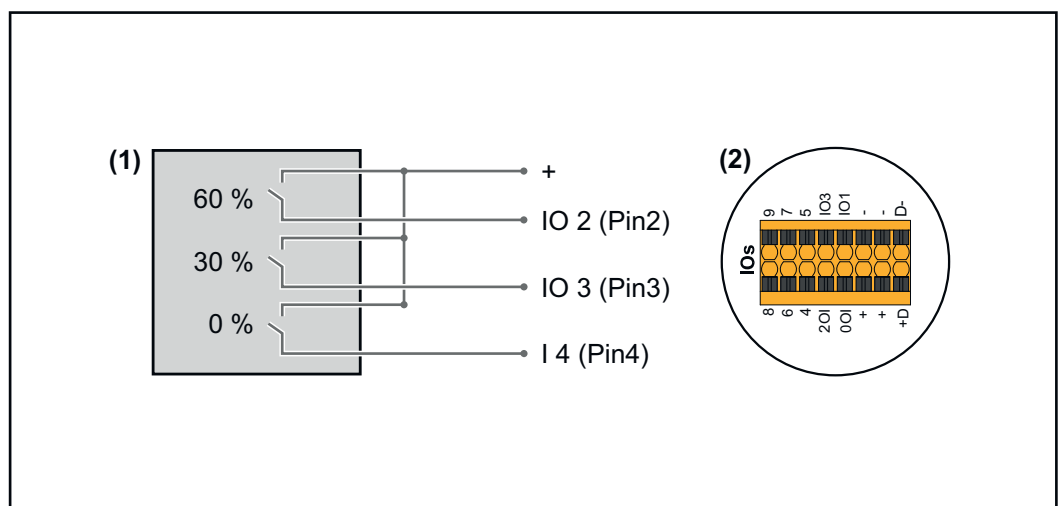 (1)
60 %
30 %
0 %
+
IO 2 (Pin2)
IO 3 (Pin3)
I 4 (Pin4)
(2)
IOs
9 7 5 IO3 IO1 - - D-
8 6 4 2OI 0OI + + +D